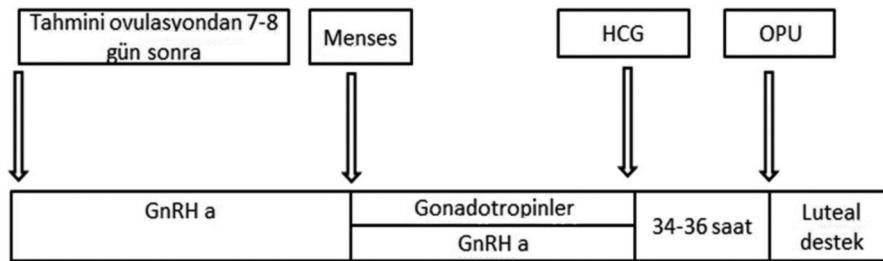 Tahmini ovulasyondan 7-8
gün sonra
Menses
HCG
OPU
GnRH a
Gonadotropinler
GnRH a
34-36 saat
Luteal
destek